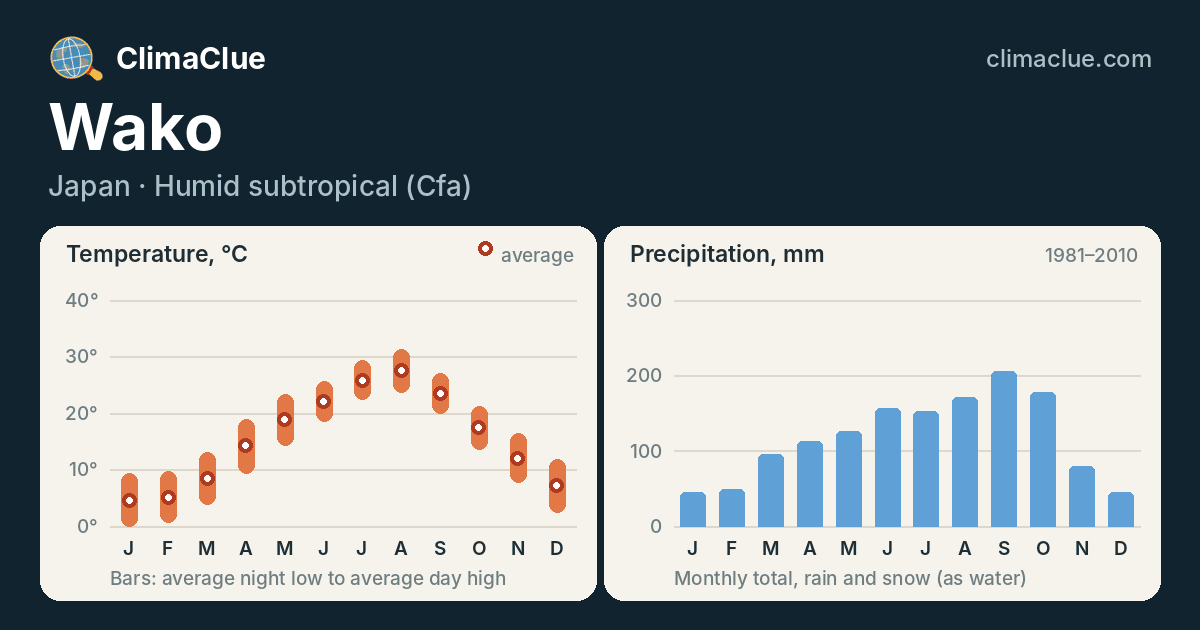 ClimaClue
climaclue.com
Wako
Japan · Humid subtropical (Cfa)
Temperature, °C
average
40°
30°
20°
10°
0°
J F M A M J J A S O N D
Bars: average night low to average day high
Precipitation, mm
1981–2010
300
200
100
0
J F M A M J J A S O N D
Monthly total, rain and snow (as water)